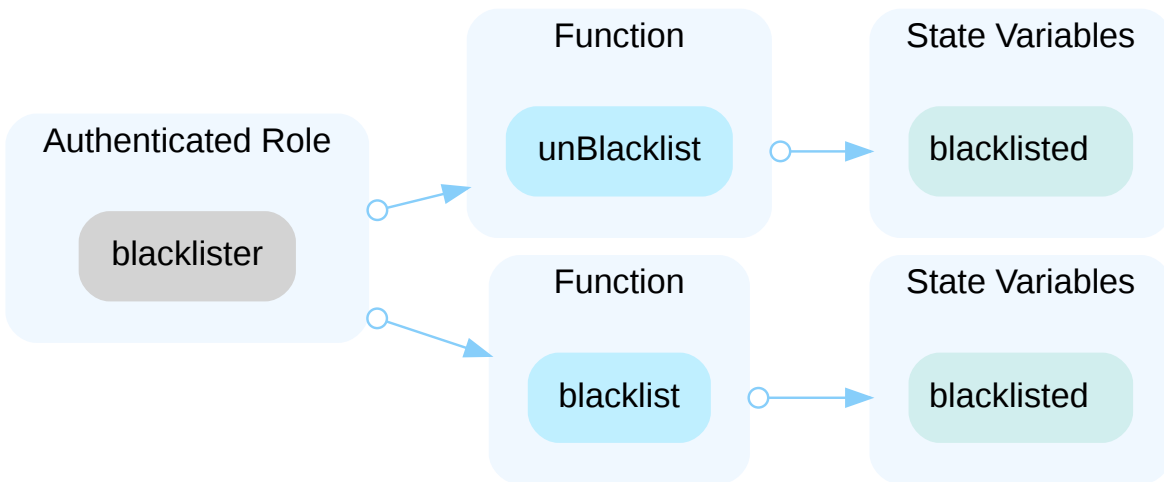 Authenticated Role
blacklister
Function
unBlacklist
State Variables
blacklisted
Function
blacklist
State Variables
blacklisted